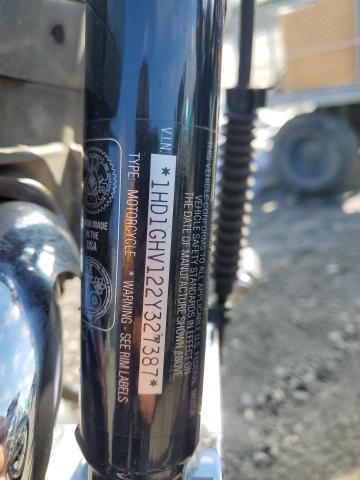 THIS VEHICLE CONFORMS TO ALL APPLICABLE U.S. FEDERAL MOTOR
VEHICLE SAFETY STANDARDS IN EFFECT ON
THE DATE OF MANUFACTURE SHOWN ABOVE
V.I.N.
*1HD1GHV122Y327387*
TYPE: MOTORCYCLE * WARNING - SEE RIM LABELS
MADE
IN THE
USA